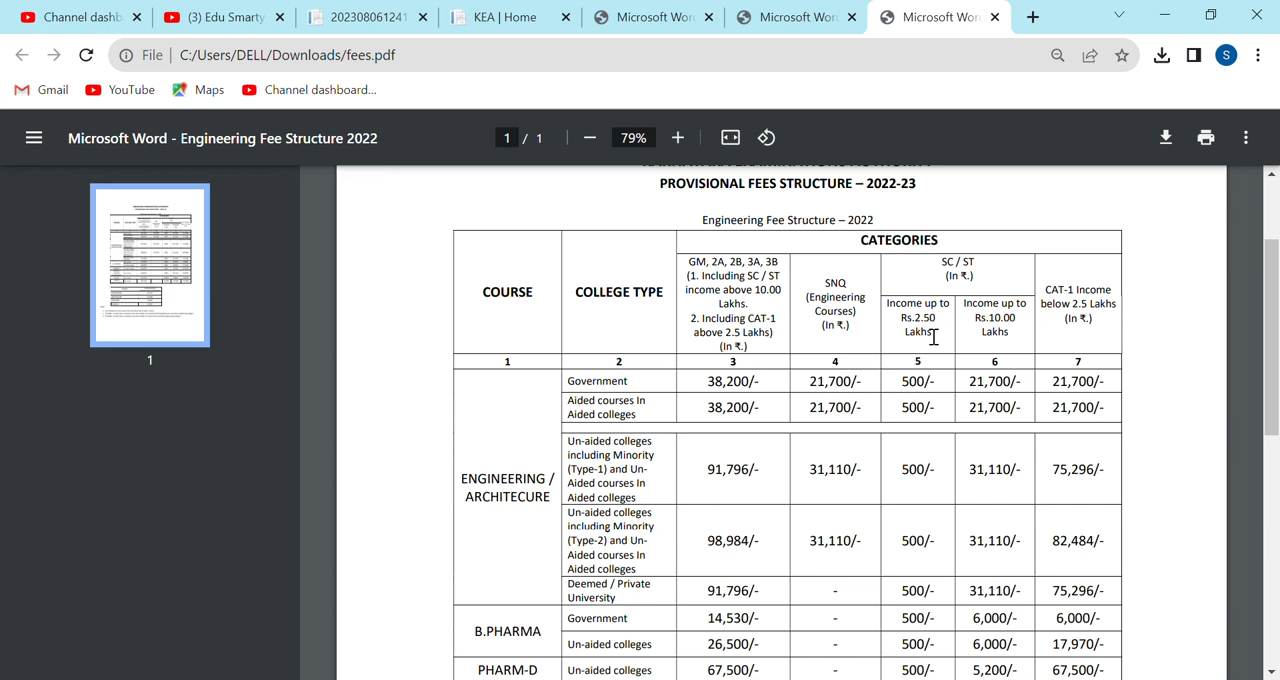 Channel dashb
(3) Edu Smarty
202308061241
KEA | Home
Microsoft Wor
Microsoft Wor
Microsoft Wor
File | C:/Users/DELL/Downloads/fees.pdf
S
Gmail
YouTube
Maps
Channel dashboard...
Microsoft Word - Engineering Fee Structure 2022
1 / 1
79%
1
PROVISIONAL FEES STRUCTURE – 2022-23
Engineering Fee Structure – 2022
COURSE
COLLEGE TYPE
CATEGORIES
GM, 2A, 2B, 3A, 3B
(1. Including SC / ST
income above 10.00
Lakhs.
2. Including CAT-1
above 2.5 Lakhs)
(In ₹.)
SNQ
(Engineering
Courses)
(In ₹.)
SC / ST
(In ₹.)
Income up to
Rs.2.50
Lakhs
Income up to
Rs.10.00
Lakhs
CAT-1 Income
below 2.5 Lakhs
(In ₹.)
1 2 3 4 5 6 7
ENGINEERING /
ARCHITECURE
Government 38,200/- 21,700/- 500/- 21,700/- 21,700/-
Aided courses In
Aided colleges
38,200/- 21,700/- 500/- 21,700/- 21,700/-
Un-aided colleges
including Minority
(Type-1) and Un-
Aided courses In
Aided colleges
91,796/- 31,110/- 500/- 31,110/- 75,296/-
Un-aided colleges
including Minority
(Type-2) and Un-
Aided courses In
Aided colleges
98,984/- 31,110/- 500/- 31,110/- 82,484/-
Deemed / Private
University
91,796/- - 500/- 31,110/- 75,296/-
B.PHARMA
Government 14,530/- - 500/- 6,000/- 6,000/-
Un-aided colleges 26,500/- - 500/- 6,000/- 17,970/-
PHARM-D Un-aided colleges 67,500/- - 500/- 5,200/- 67,500/-